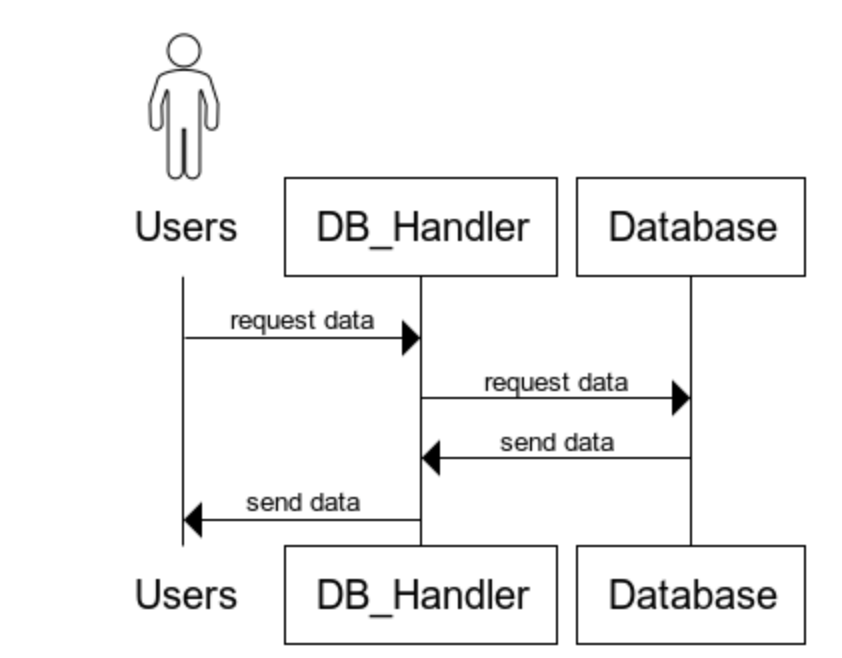 Users
DB_Handler
Database
request data
request data
send data
send data
Users
DB_Handler
Database